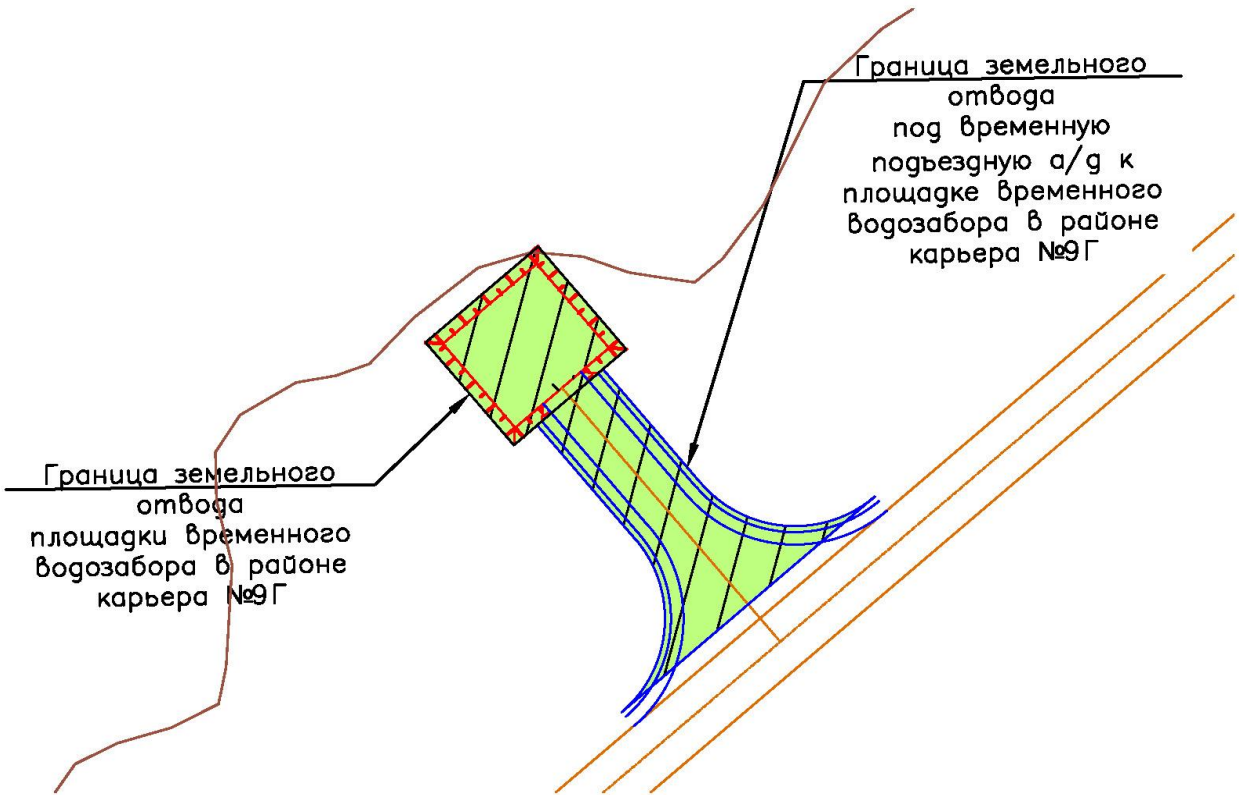 Граница земельного
отвода
под временную
подъездную а/д к
площадке временного
водозабора в районе
карьера №9Г
Граница земельного
отвода
площадки временного
водозабора в районе
карьера №9Г